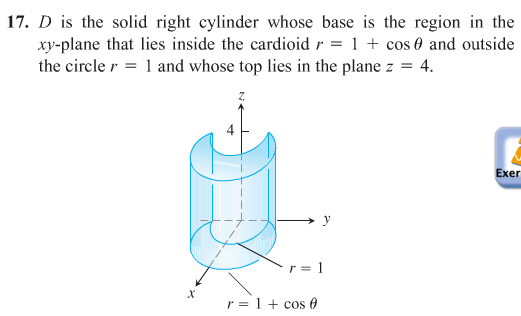 17. D is the solid right cylinder whose base is the region in the
xy-plane that lies inside the cardioid r = 1 + cos θ and outside
the circle r = 1 and whose top lies in the plane z = 4.
z
4
Exer
y
r = 1
x
r = 1 + cos θ